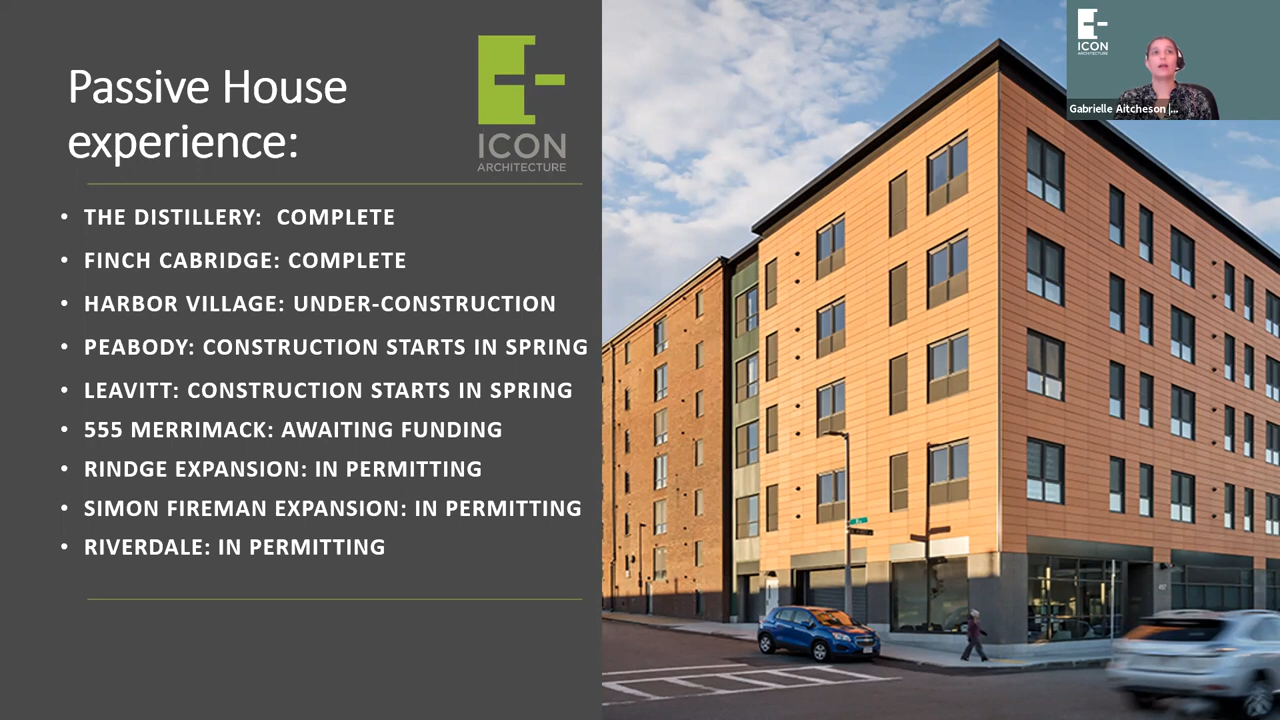 Passive House
experience:
ICON
ARCHITECTURE
• THE DISTILLERY: COMPLETE
• FINCH CABRIDGE: COMPLETE
• HARBOR VILLAGE: UNDER-CONSTRUCTION
• PEABODY: CONSTRUCTION STARTS IN SPRING
• LEAVITT: CONSTRUCTION STARTS IN SPRING
• 555 MERRIMACK: AWAITING FUNDING
• RINDGE EXPANSION: IN PERMITTING
• SIMON FIREMAN EXPANSION: IN PERMITTING
• RIVERDALE: IN PERMITTING
ICON
ARCHITECTURE
Gabrielle Aitcheson |...